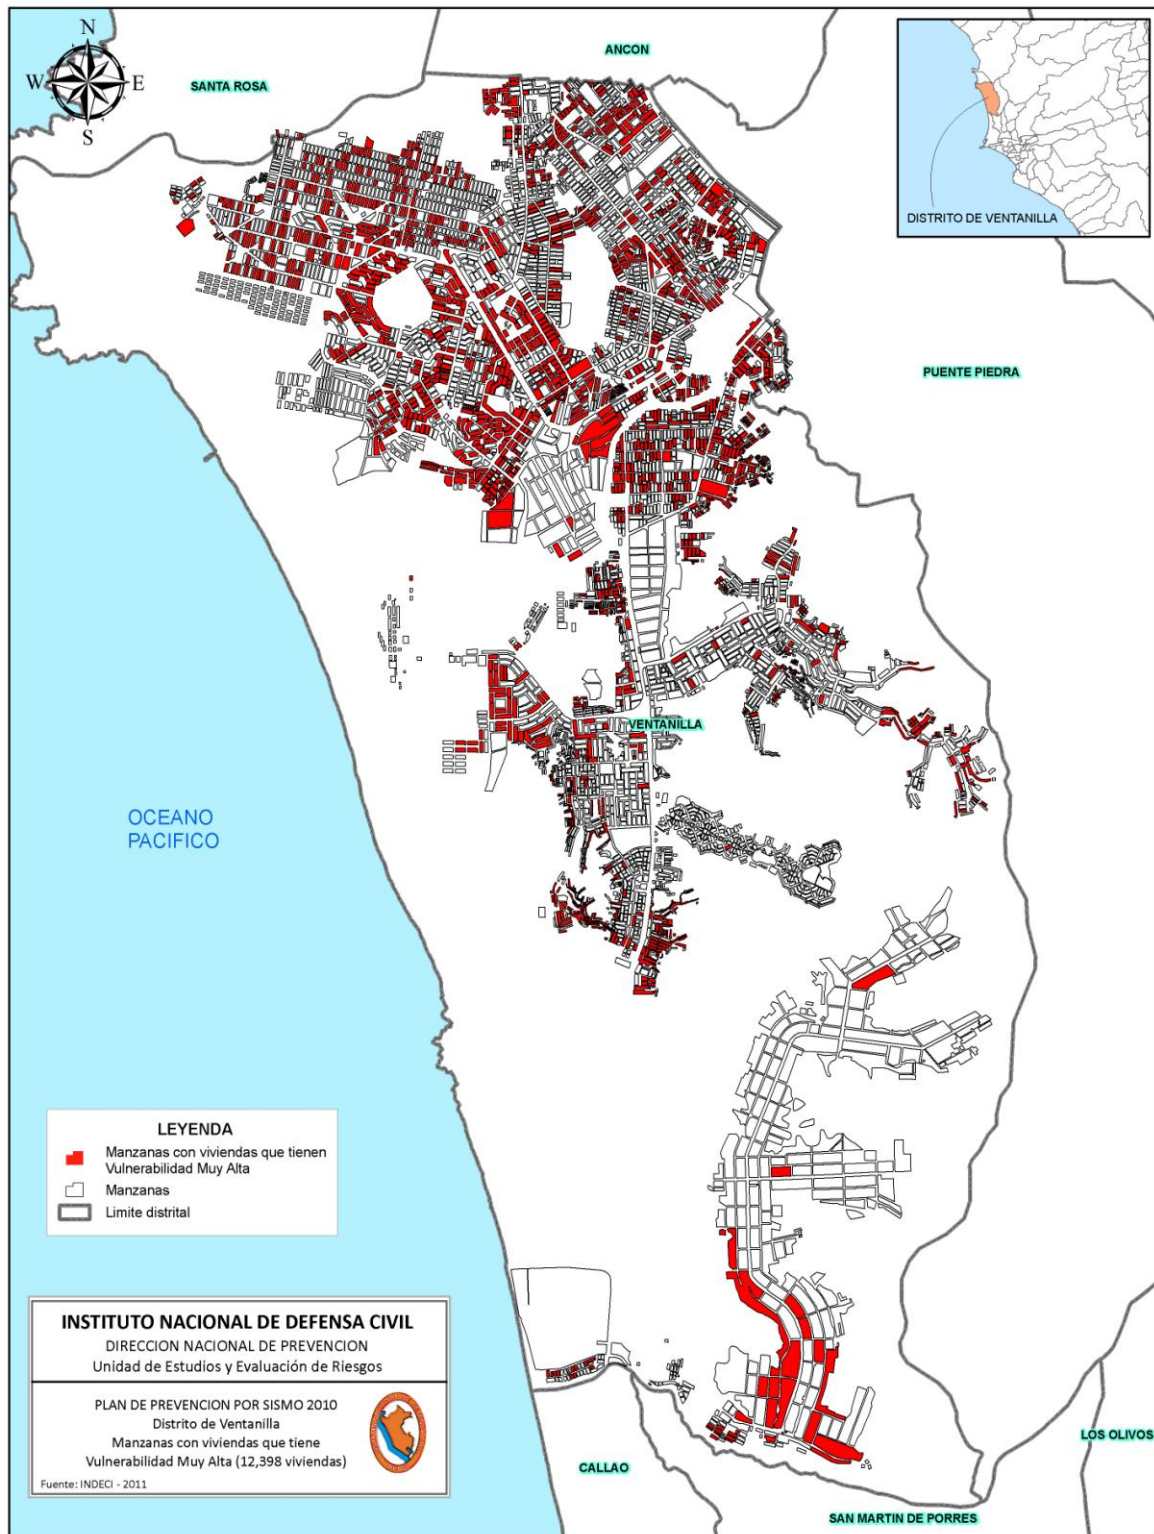 N
W
E
S
SANTA ROSA
ANCON
DISTRITO DE VENTANILLA
PUENTE PIEDRA
VENTANILLA
OCEANO
PACIFICO
LEYENDA
Manzanas con viviendas que tienen
Vulnerabilidad Muy Alta
Manzanas
Limite distrital
INSTITUTO NACIONAL DE DEFENSA CIVIL
DIRECCION NACIONAL DE PREVENCION
Unidad de Estudios y Evaluación de Riesgos
PLAN DE PREVENCION POR SISMO 2010
Distrito de Ventanilla
Manzanas con viviendas que tiene
Vulnerabilidad Muy Alta (12,398 viviendas)
Fuente: INDECI - 2011
CALLAO
LOS OLIVOS
SAN MARTIN DE PORRES